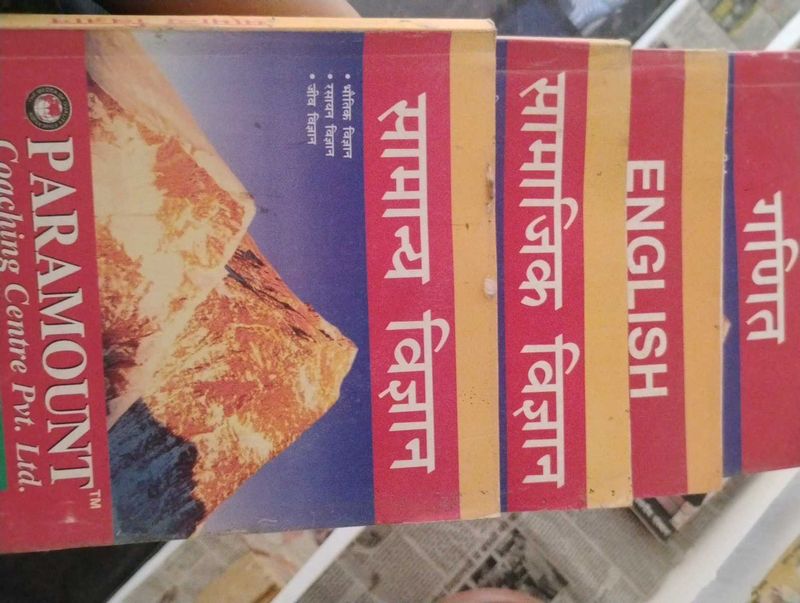 सामान्य विज्ञान
• भौतिक विज्ञान
• रसायन विज्ञान
• जीव विज्ञान
PARAMOUNT™
Coaching Centre Pvt. Ltd.
सामाजिक विज्ञान
ENGLISH
गणित